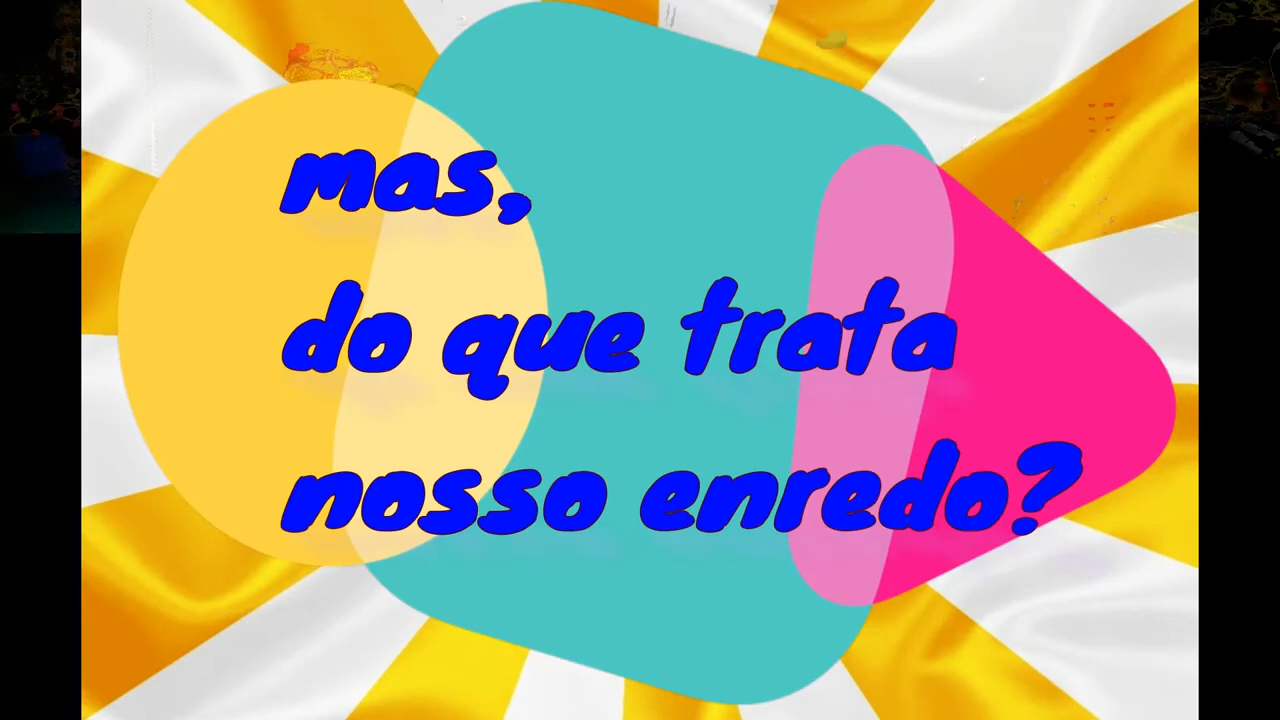 mas,
do que trata
nosso enredo?